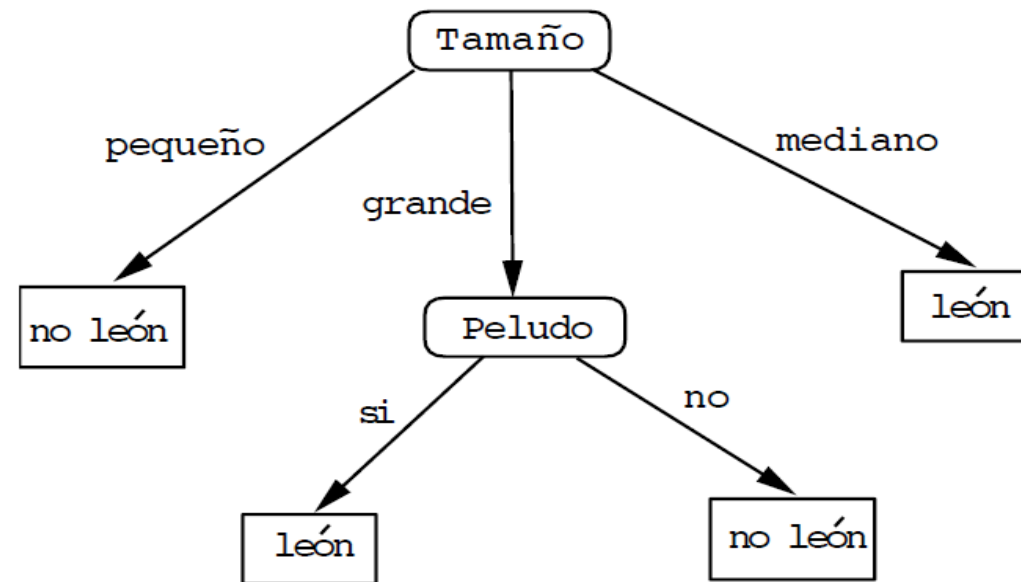 Tamaño
pequeño
mediano
grande
no león
Peludo
león
si
no
león
no león